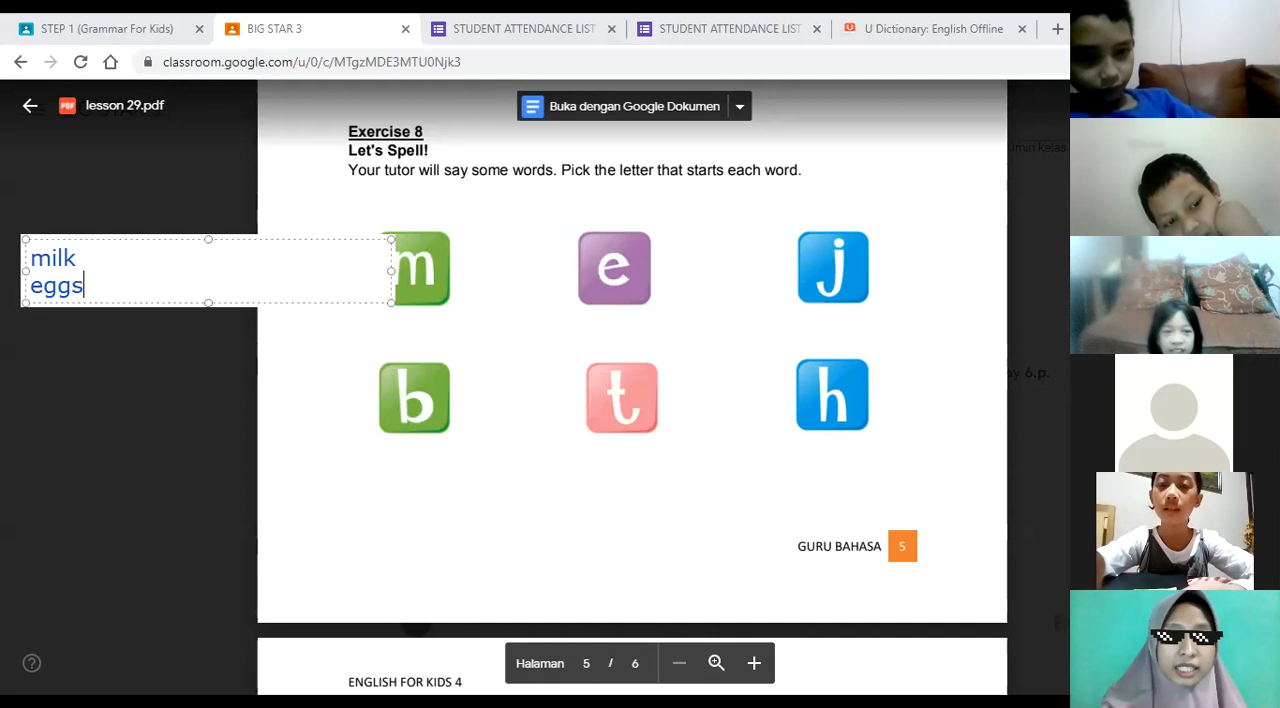 STEP 1 (Grammar For Kids)
BIG STAR 3
STUDENT ATTENDANCE LIST
STUDENT ATTENDANCE LIST
U Dictionary: English Offline
classroom.google.com/u/0/c/MTgzMDE3MTU0Njk3
PDF
lesson 29.pdf
Buka dengan Google Dokumen
Exercise 8
Let's Spell!
Your tutor will say some words. Pick the letter that starts each word.
milk
eggs
m e j
b t h
GURU BAHASA 5
Halaman 5 / 6
ENGLISH FOR KIDS 4